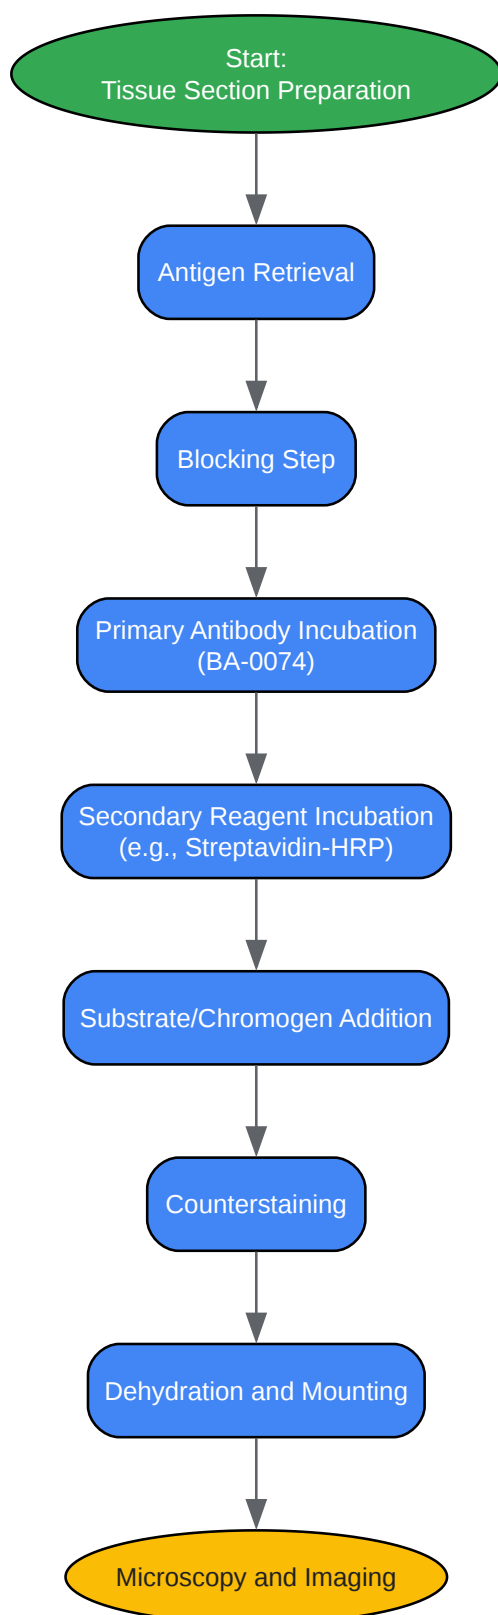 Start:
Tissue Section Preparation
Antigen Retrieval
Blocking Step
Primary Antibody Incubation
(BA-0074)
Secondary Reagent Incubation
(e.g., Streptavidin-HRP)
Substrate/Chromogen Addition
Counterstaining
Dehydration and Mounting
Microscopy and Imaging